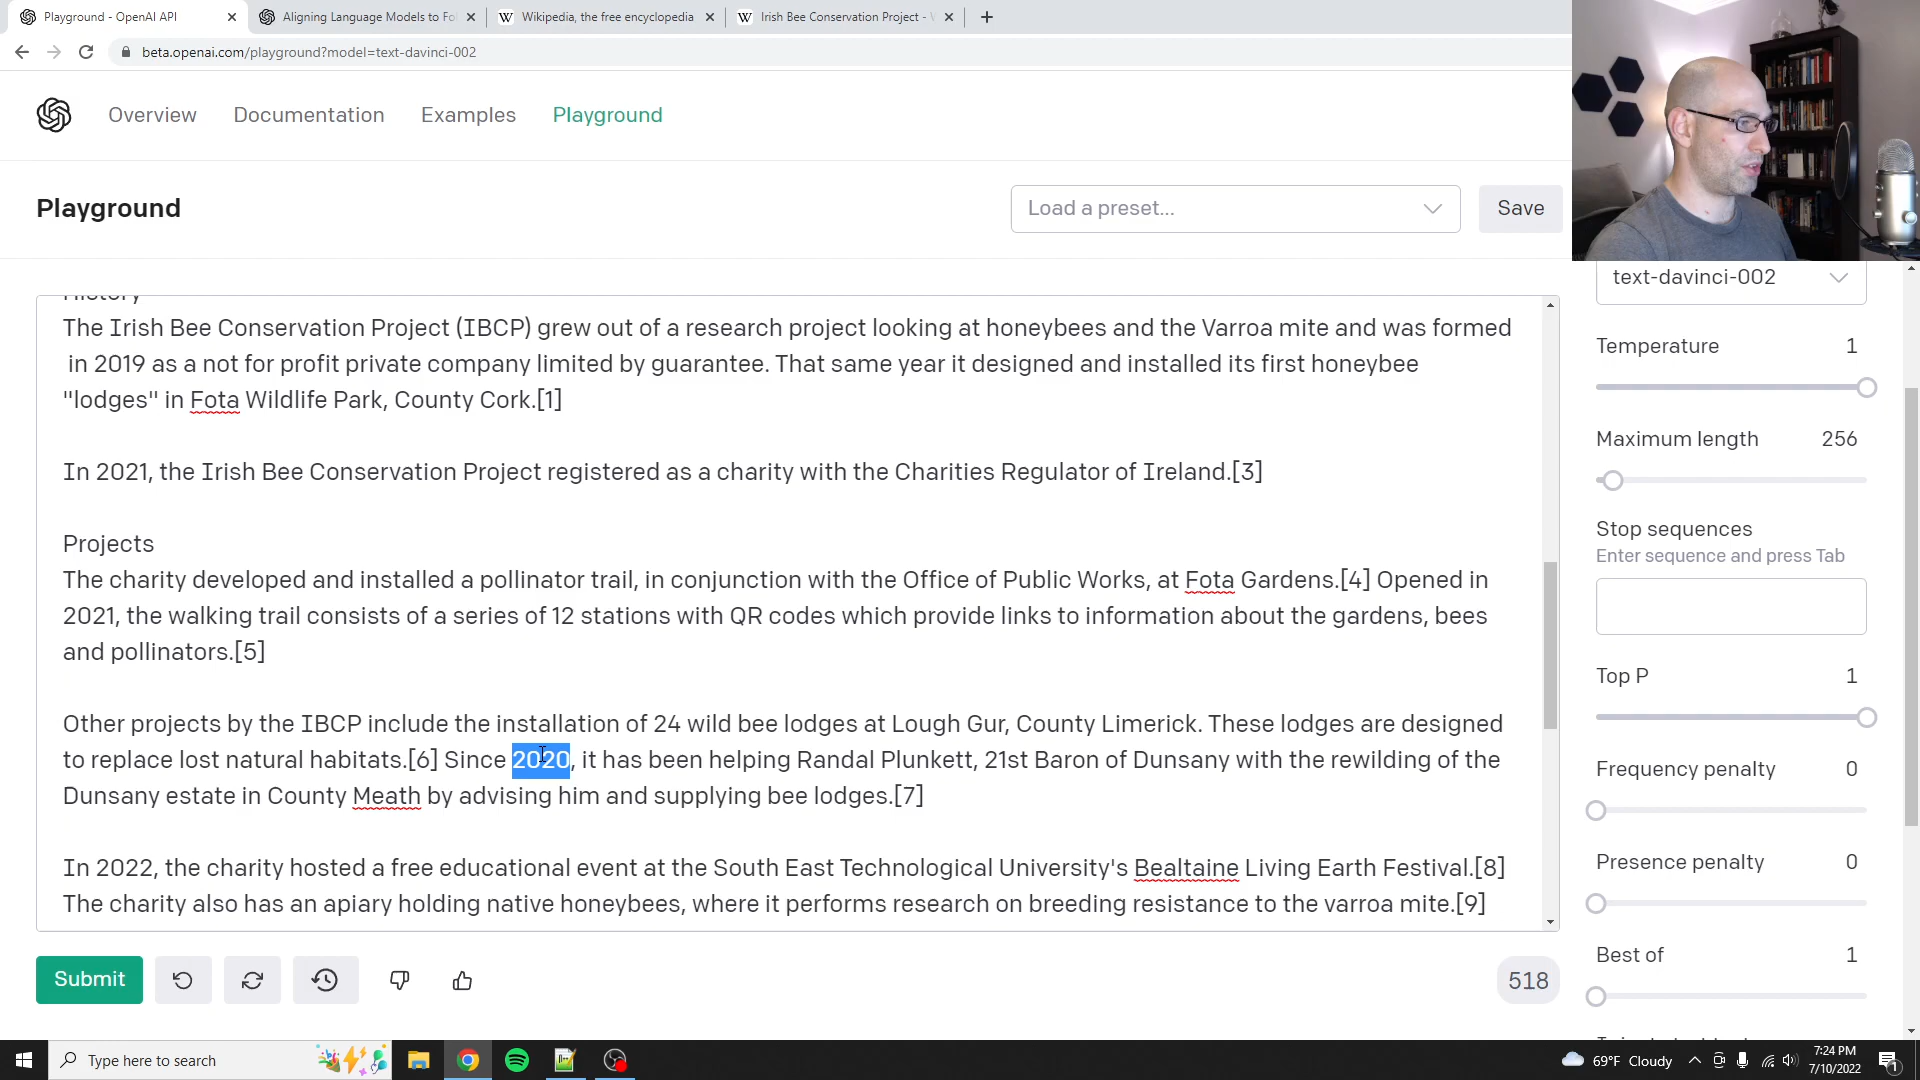 Playground - OpenAI API
Aligning Language Models to Fo
Wikipedia, the free encyclopedia
Irish Bee Conservation Project -
beta.openai.com/playground?model=text-davinci-002
Overview
Documentation
Examples
Playground
Playground
Load a preset...
Save
History
The Irish Bee Conservation Project (IBCP) grew out of a research project looking at honeybees and the Varroa mite and was formed
in 2019 as a not for profit private company limited by guarantee. That same year it designed and installed its first honeybee
"lodges" in Fota Wildlife Park, County Cork.[1]
In 2021, the Irish Bee Conservation Project registered as a charity with the Charities Regulator of Ireland.[3]
Projects
The charity developed and installed a pollinator trail, in conjunction with the Office of Public Works, at Fota Gardens.[4] Opened in
2021, the walking trail consists of a series of 12 stations with QR codes which provide links to information about the gardens, bees
and pollinators.[5]
Other projects by the IBCP include the installation of 24 wild bee lodges at Lough Gur, County Limerick. These lodges are designed
to replace lost natural habitats.[6] Since 2020, it has been helping Randal Plunkett, 21st Baron of Dunsany with the rewilding of the
Dunsany estate in County Meath by advising him and supplying bee lodges.[7]
In 2022, the charity hosted a free educational event at the South East Technological University's Bealtaine Living Earth Festival.[8]
The charity also has an apiary holding native honeybees, where it performs research on breeding resistance to the varroa mite.[9]
Submit
518
text-davinci-002
Temperature 1
Maximum length 256
Stop sequences
Enter sequence and press Tab
Top P 1
Frequency penalty 0
Presence penalty 0
Best of 1
Type here to search
69°F Cloudy
7:24 PM
7/10/2022
1